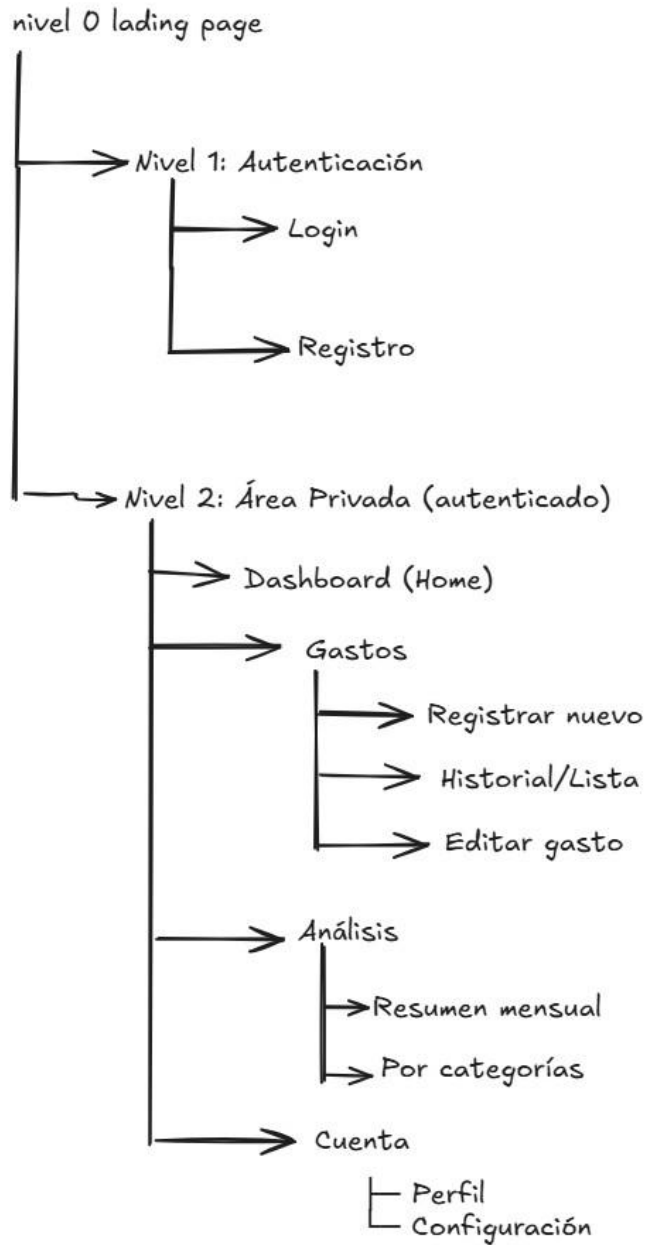 nivel 0 lading page
Nivel 1: Autenticación
Login
Registro
Nivel 2: Área Privada (autenticado)
Dashboard (Home)
Gastos
Registrar nuevo
Historial/Lista
Editar gasto
Análisis
Resumen mensual
Por categorías
Cuenta
Perfil
Configuración